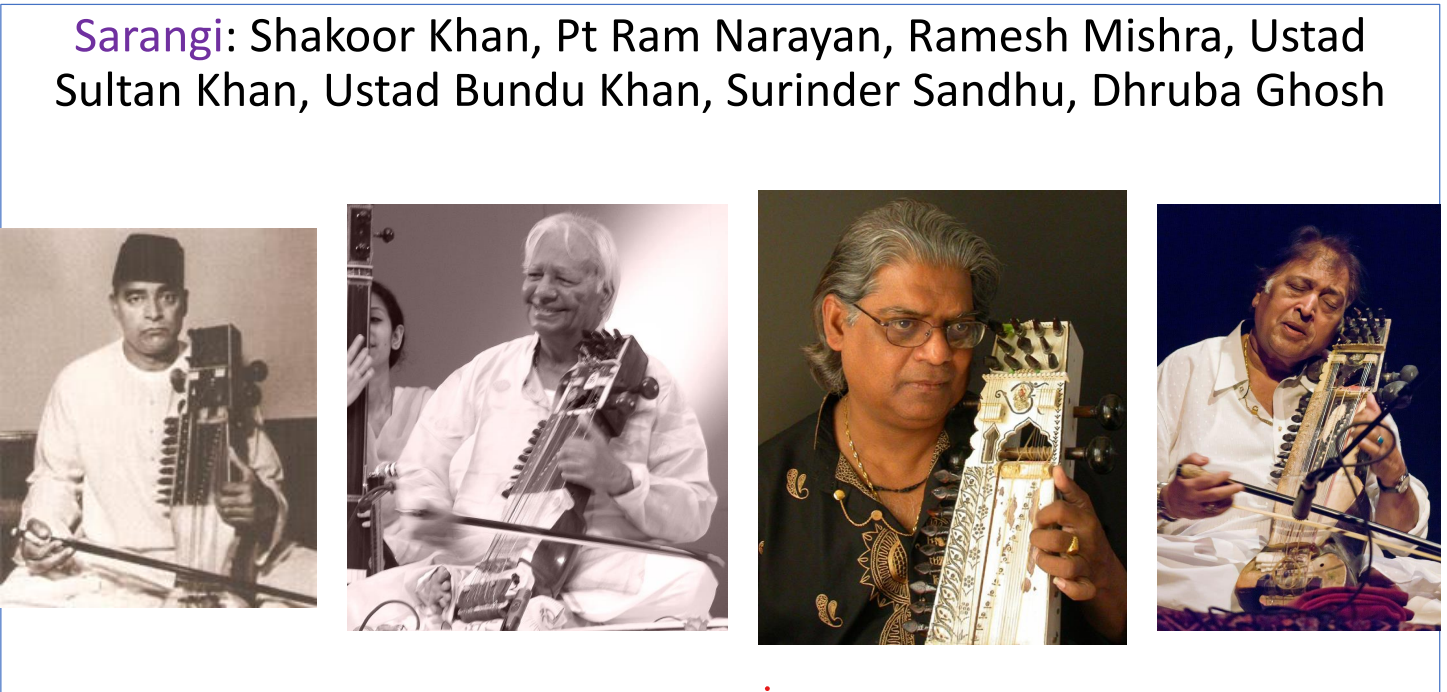 Sarangi: Shakoor Khan, Pt Ram Narayan, Ramesh Mishra, Ustad
Sultan Khan, Ustad Bundu Khan, Surinder Sandhu, Dhruba Ghosh